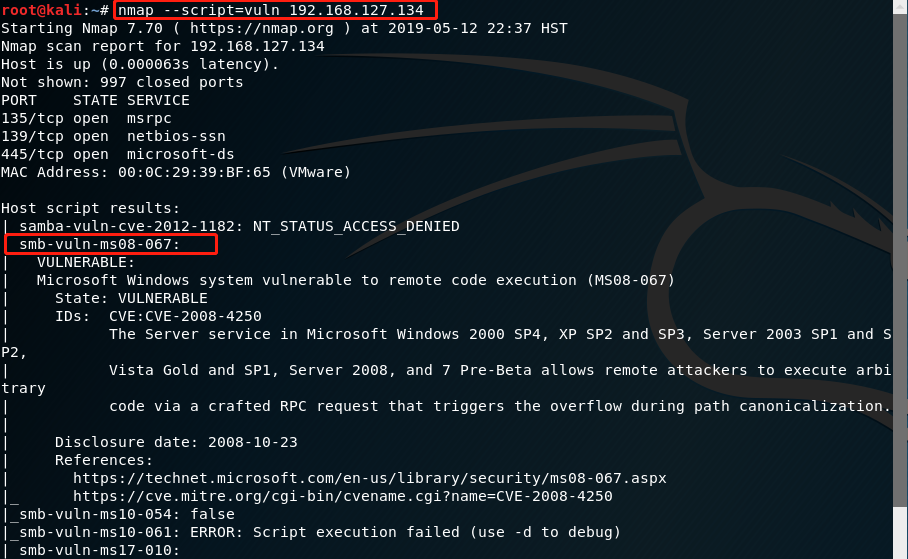 root@kali:~# nmap --script=vuln 192.168.127.134
Starting Nmap 7.70 ( https://nmap.org ) at 2019-05-12 22:37 HST
Nmap scan report for 192.168.127.134
Host is up (0.000063s latency).
Not shown: 997 closed ports
PORT    STATE SERVICE
135/tcp open  msrpc
139/tcp open  netbios-ssn
445/tcp open  microsoft-ds
MAC Address: 00:0C:29:39:BF:65 (VMware)

Host script results:
|_samba-vuln-cve-2012-1182: NT_STATUS_ACCESS_DENIED
  smb-vuln-ms08-067:
|   VULNERABLE:
|   Microsoft Windows system vulnerable to remote code execution (MS08-067)
|     State: VULNERABLE
|     IDs:  CVE:CVE-2008-4250
|           The Server service in Microsoft Windows 2000 SP4, XP SP2 and SP3, Server 2003 SP1 and S
P2,
|           Vista Gold and SP1, Server 2008, and 7 Pre-Beta allows remote attackers to execute arbi
trary
|           code via a crafted RPC request that triggers the overflow during path canonicalization.
|
|     Disclosure date: 2008-10-23
|     References:
|       https://technet.microsoft.com/en-us/library/security/ms08-067.aspx
|_      https://cve.mitre.org/cgi-bin/cvename.cgi?name=CVE-2008-4250
|_smb-vuln-ms10-054: false
|_smb-vuln-ms10-061: ERROR: Script execution failed (use -d to debug)
| smb-vuln-ms17-010: